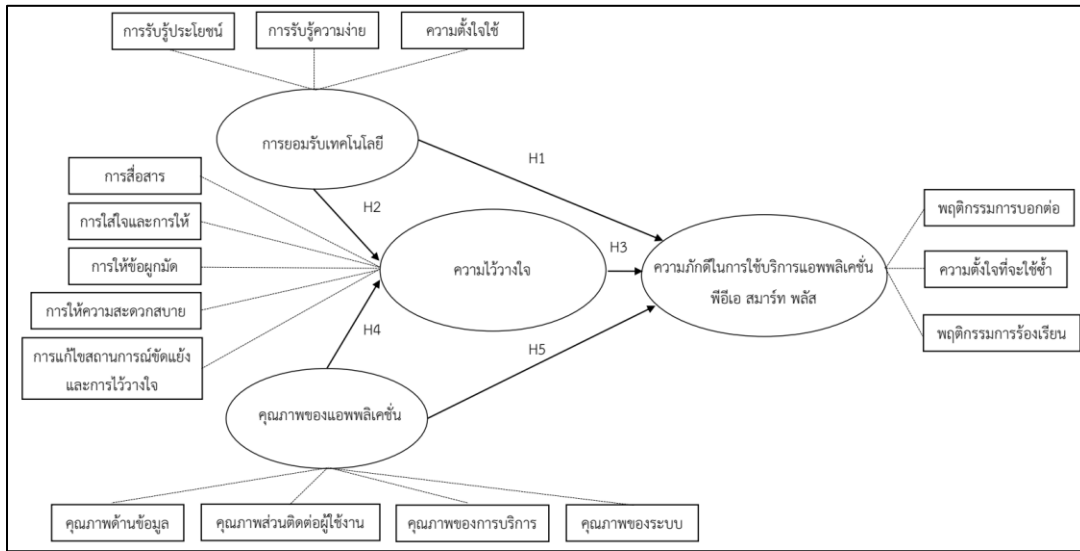 การรับรู้ประโยชน์
การรับรู้ความง่าย
ความตั้งใจใช้
การยอมรับเทคโนโลยี
H1
การสื่อสาร
H2
การใส่ใจและการให้
พฤติกรรมการบอกต่อ
H3
การให้ข้อผูกมัด
ความไว้วางใจ
ความภักดีในการใช้บริการแอพพลิเคชั่น
พีอีเอ สมาร์ท พลัส
ความตั้งใจที่จะใช้ซ้ำ
การให้ความสะดวกสบาย
H4
H5
พฤติกรรมการร้องเรียน
การแก้ไขสถานการณ์ขัดแย้ง
และการไว้วางใจ
คุณภาพของแอพพลิเคชั่น
คุณภาพด้านข้อมูล
คุณภาพส่วนติดต่อผู้ใช้งาน
คุณภาพของการบริการ
คุณภาพของระบบ